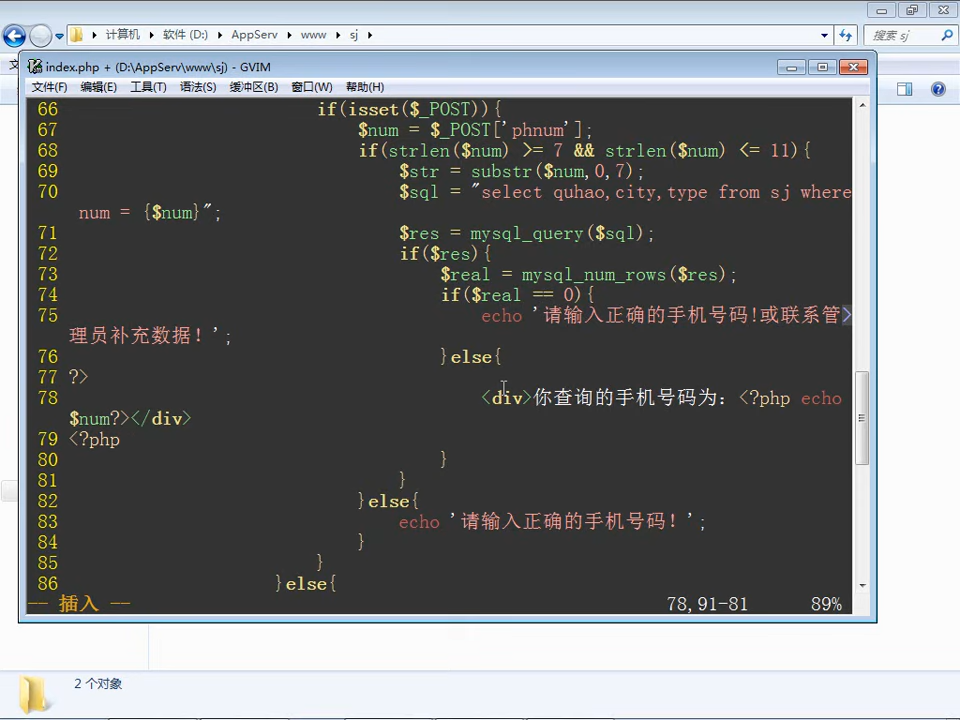 计算机 ▸ 软件 (D:) ▸ AppServ ▸ www ▸ sj ▸
搜索 sj
index.php + (D:\AppServ\www\sj) - GVIM
文件(F) 编辑(E) 工具(T) 语法(S) 缓冲区(B) 窗口(W) 帮助(H)
66 if(isset($_POST)){
67 $num = $_POST['phnum'];
68 if(strlen($num) >= 7 && strlen($num) <= 11){
69 $str = substr($num,0,7);
70 $sql = "select quhao,city,type from sj where
num = {$num}";
71 $res = mysql_query($sql);
72 if($res){
73 $real = mysql_num_rows($res);
74 if($real == 0){
75 echo '请输入正确的手机号码!或联系管>
理员补充数据！';
76 }else{
77 ?>
78 <div>你查询的手机号码为：<?php echo
$num?></div>
79 <?php
80 }
81 }
82 }else{
83 echo '请输入正确的手机号码！';
84 }
85 }
86 }else{
-- 插入 -- 78,91-81 89%
2 个对象